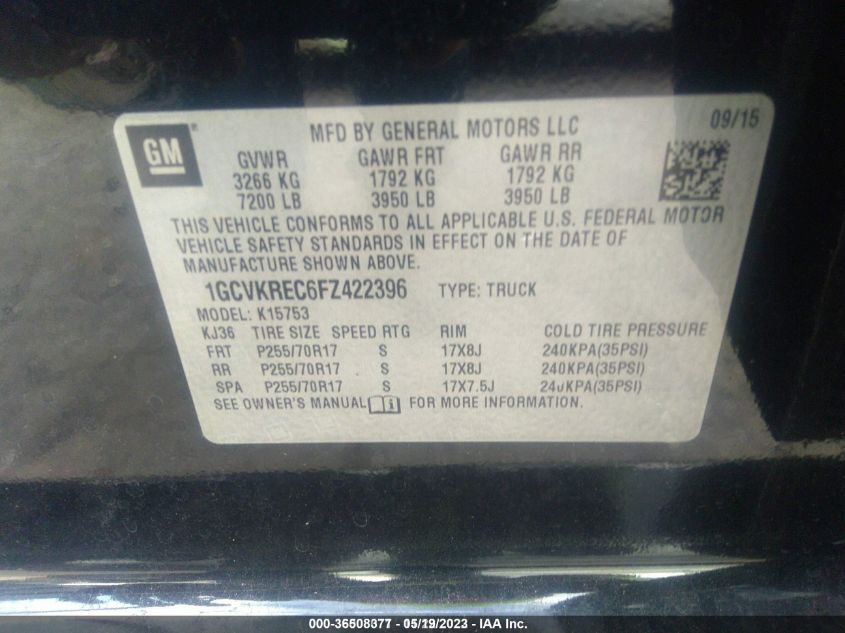 GM ®
MFD BY GENERAL MOTORS LLC 09/15
GVWR GAWR FRT GAWR RR
3266 KG 1792 KG 1792 KG
7200 LB 3950 LB 3950 LB
THIS VEHICLE CONFORMS TO ALL APPLICABLE U.S. FEDERAL MOTOR
VEHICLE SAFETY STANDARDS IN EFFECT ON THE DATE OF
MANUFACTURE SHOWN ABOVE.
1GCVKREC6FZ422396 TYPE: TRUCK
MODEL: K15753
KJ36 TIRE SIZE SPEED RTG RIM COLD TIRE PRESSURE
FRT P255/70R17 S 17X8J 240KPA(35PSI)
RR P255/70R17 S 17X8J 240KPA(35PSI)
SPA P255/70R17 S 17X7.5J 240KPA(35PSI)
SEE OWNER'S MANUAL i FOR MORE INFORMATION.
000-36508377 - 05/19/2023 - IAA Inc.